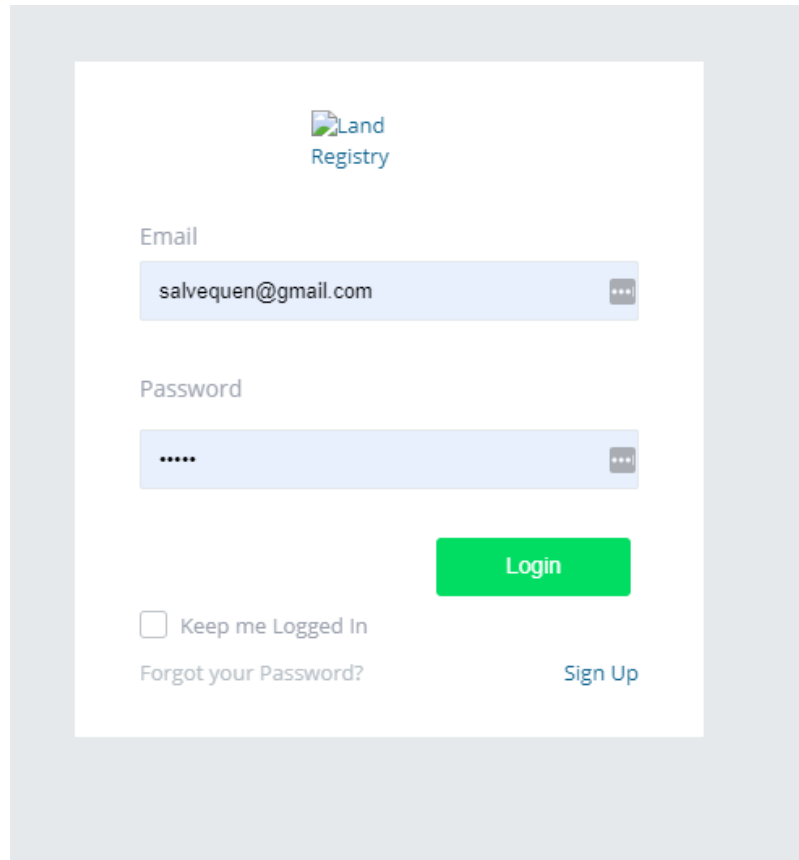 Land
Registry
Email
salvequen@gmail.com
Password
•••••
Login
Keep me Logged In
Forgot your Password?
Sign Up